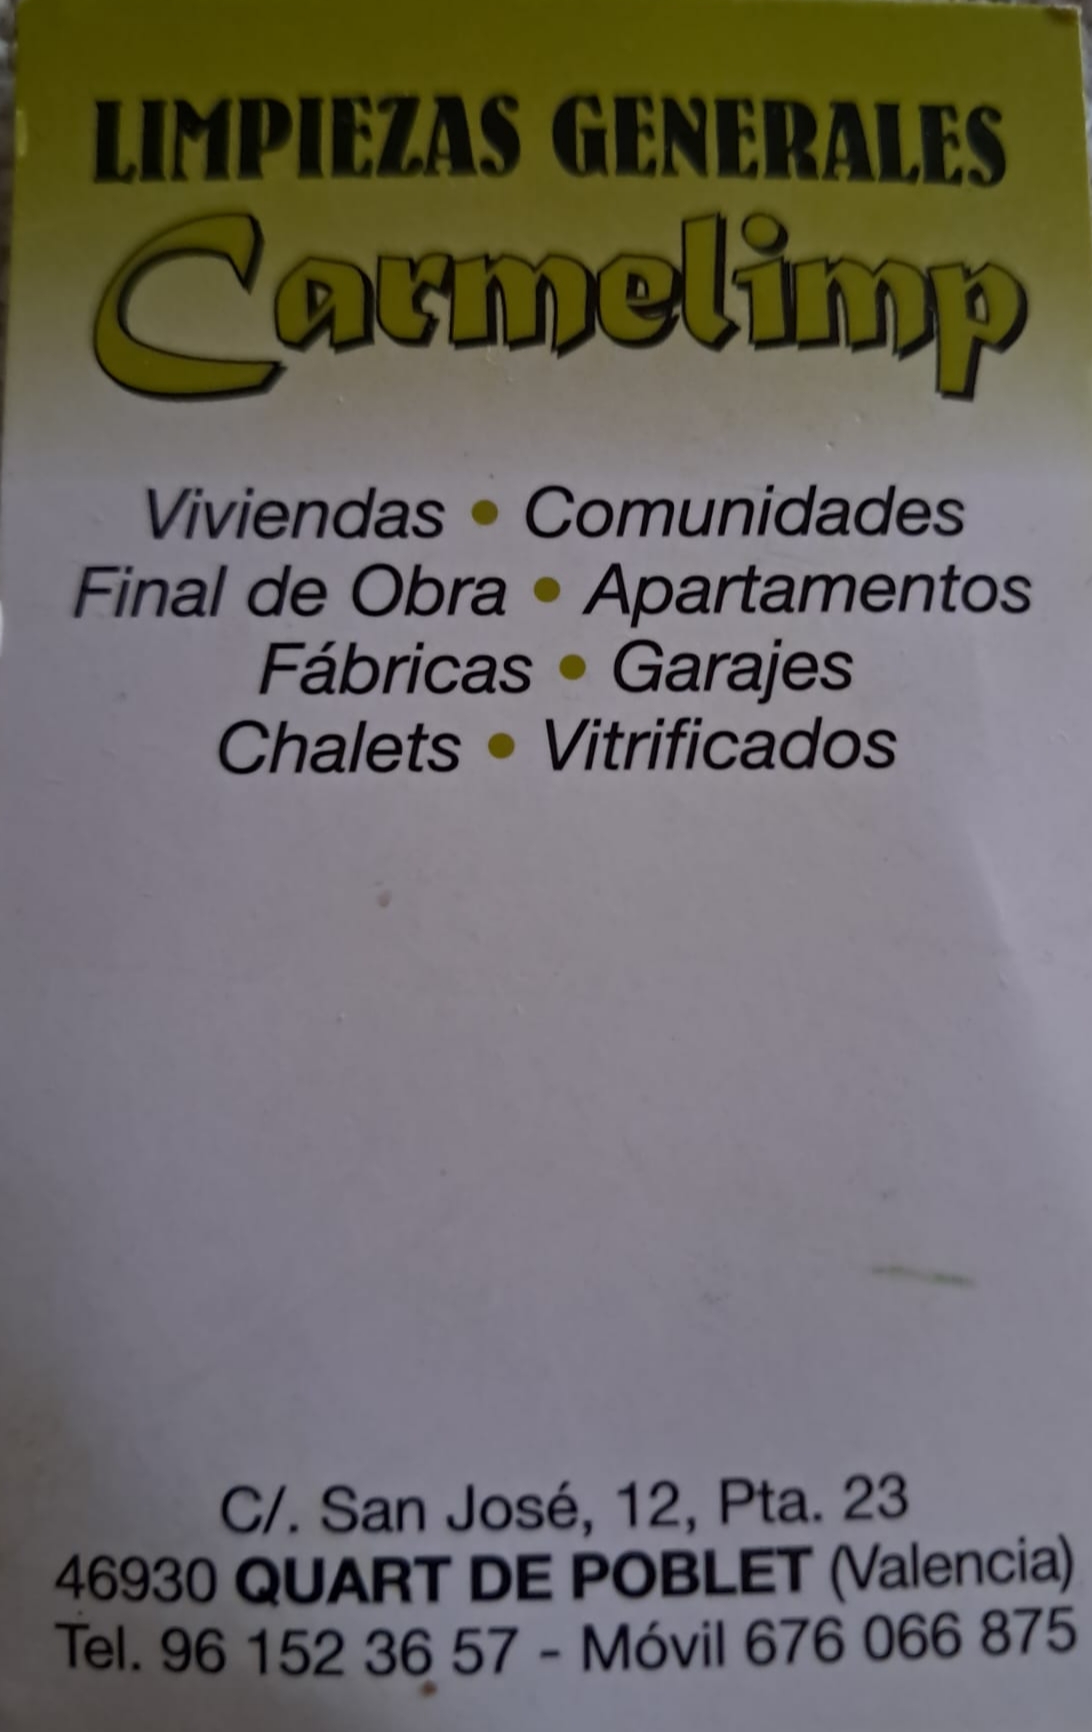 LIMPIEZAS GENERALES
Carmelimp
Viviendas • Comunidades
Final de Obra • Apartamentos
Fábricas • Garajes
Chalets • Vitrificados
C/. San José, 12, Pta. 23
46930 QUART DE POBLET (Valencia)
Tel. 96 152 36 57 - Móvil 676 066 875